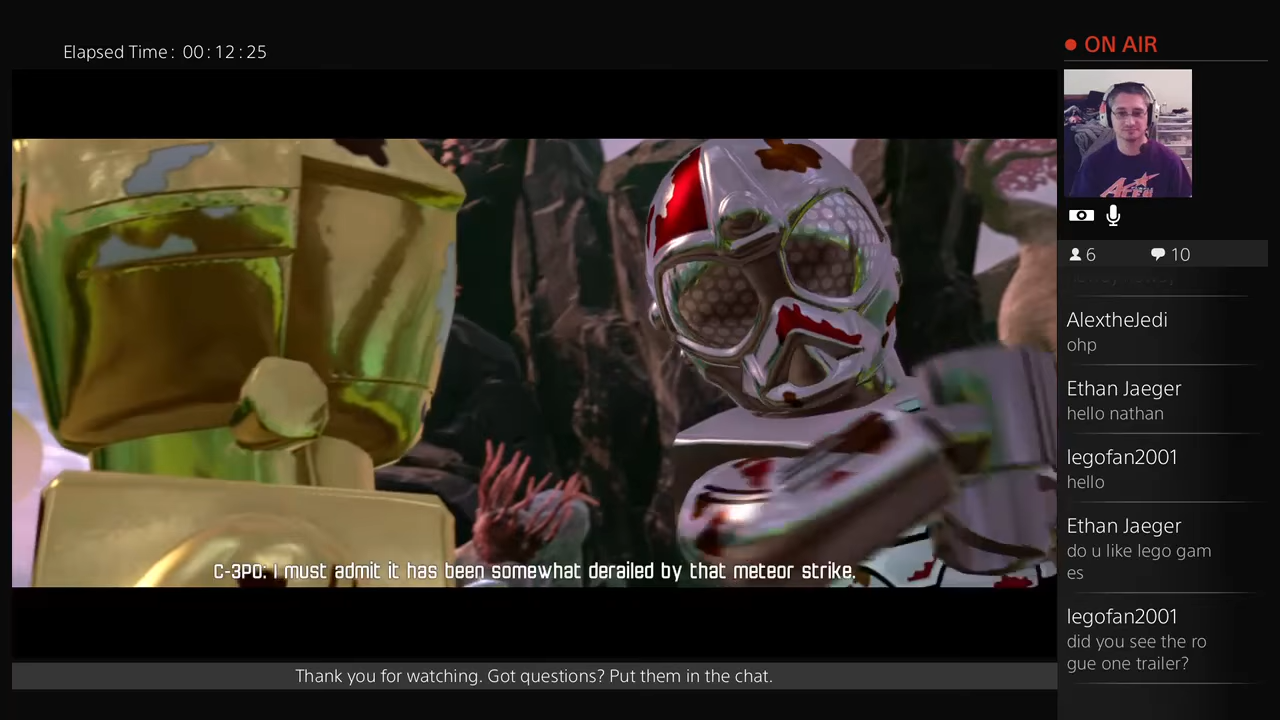 Elapsed Time: 00:12:25
ON AIR
6 10
AlextheJedi
ohp
Ethan Jaeger
hello nathan
legofan2001
hello
Ethan Jaeger
do u like lego gam
es
legofan2001
did you see the ro
gue one trailer?
C-3PO: I must admit it has been somewhat derailed by that meteor strike.
Thank you for watching. Got questions? Put them in the chat.